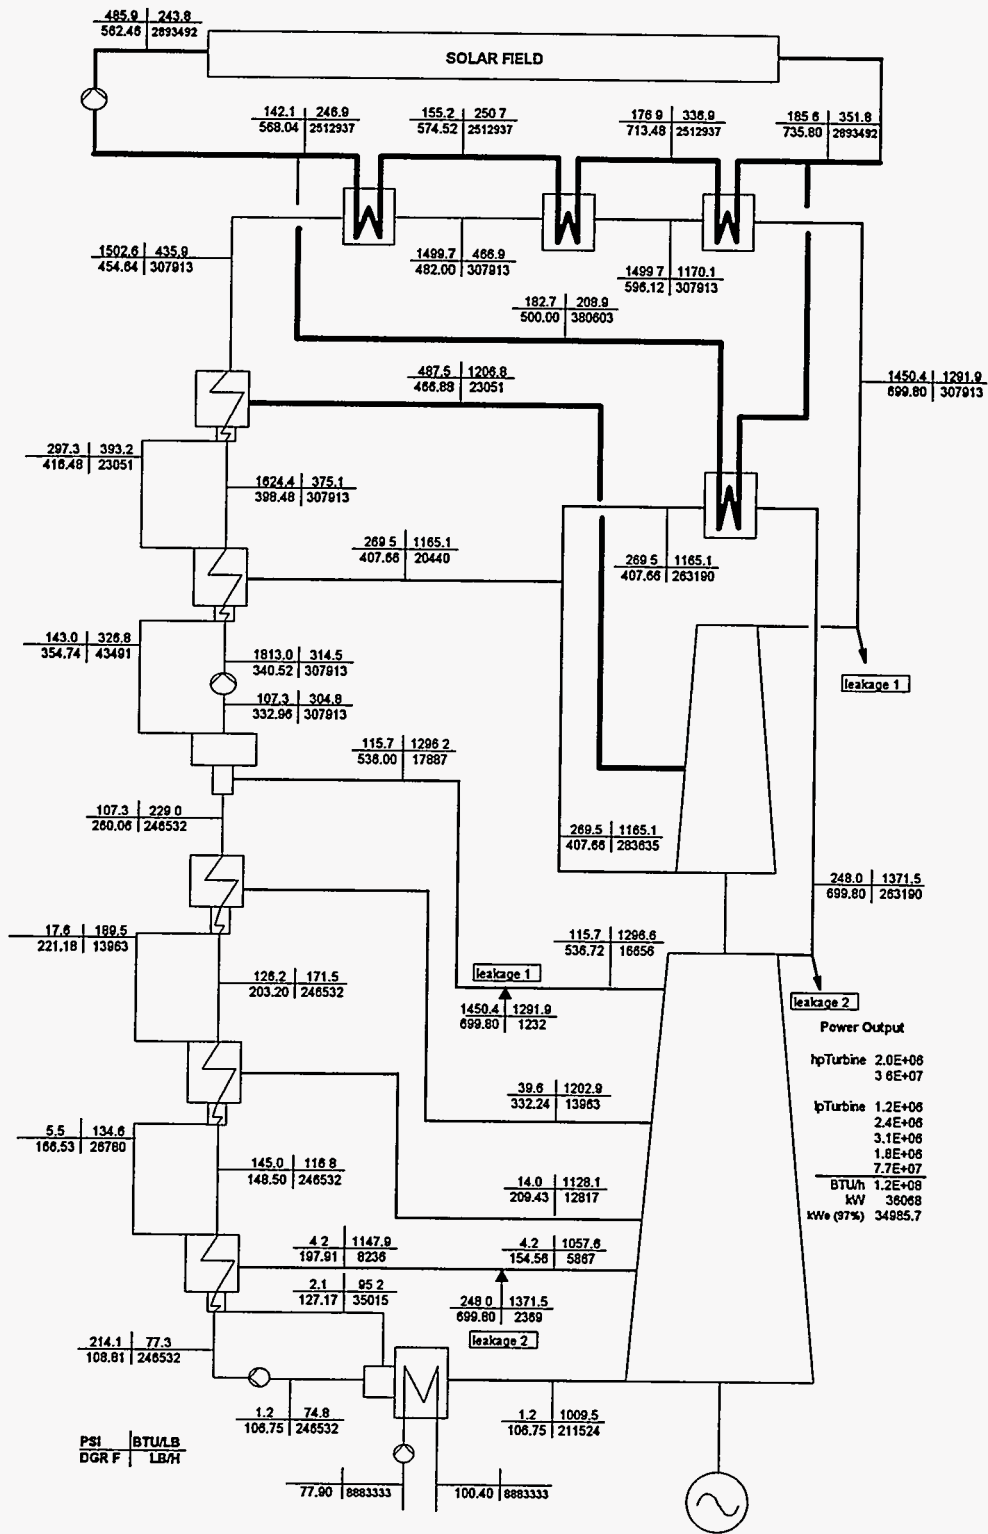 485.9 243.8
562.46 2893492
SOLAR FIELD
142.1 246.9
568.04 2512937
155.2 250 7
574.52 2512937
176 9 336,9
713.48 2512937
185 6 351.8
735.80 2893492
1502.6 435.9
454.64 307913
1499.7 466.9
482.00 307913
1499 7 1170.1
596.12 307913
182.7 208.9
500.00 380603
487.5 1206.8
466.88 23051
1450.4 1291.9
699.80 307913
297.3 393.2
416.48 23051
1624.4 375.1
398.48 307913
269 5 1165.1
407.66 20440
269 5 1165.1
407.66 263190
143.0 326.8
354.74 43491
1813.0 314.5
340.52 307913
107.3 304.8
332.96 307913
leakage 1
115.7 1296 2
536.00 17887
107.3 229 0
260.06 246532
269.5 1165.1
407.66 283635
248.0 1371,5
699.80 263190
17.6 189,5
221.18 13963
115.7 1296.6
536.72 16656
126.2 171.5
203.20 246532
leakage 1
1450.4 1291.9
699.80 1232
leakage 2
Power Output
hpTurbine 2.0E+06
3 6E+07
lpTurbine 1.2E+06
2.4E+06
3.1E+06
1.8E+06
7.7E+07
BTU/h 1.2E+08
kW 36068
kWe (97%) 34985.7
39.6 1202.9
332.24 13963
5.5 134.6
166.53 26780
145.0 116 8
148.50 246532
14.0 1128.1
209.43 12817
4 2 1147.9
197.91 8236
4.2 1057.6
154.56 5867
2.1 95 2
127.17 35015
248 0 1371.5
699.80 2369
leakage 2
214.1 77.3
108.81 246532
1.2 74.8
106.75 246532
1.2 1009.5
106.75 211524
PSI BTU/LB
DGR F LB/H
77.90 8883333
100.40 8883333